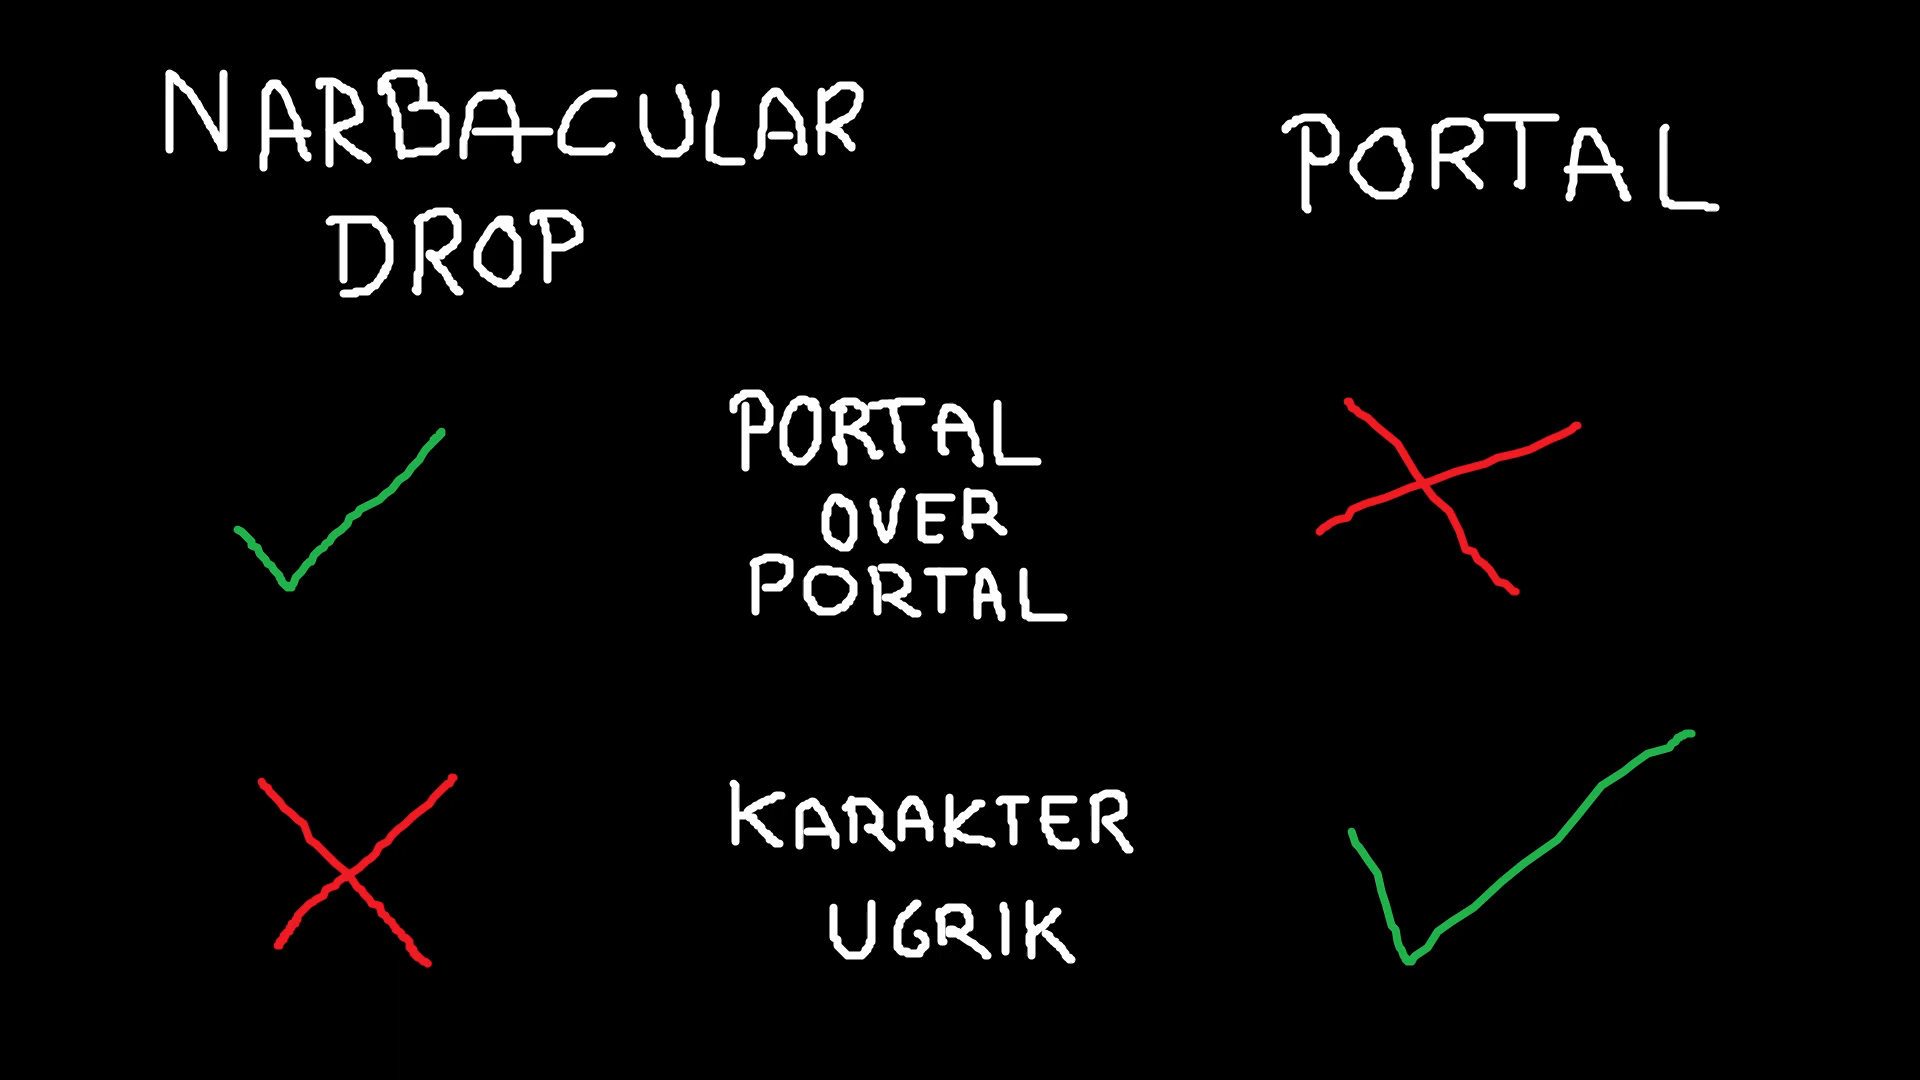 NARBACULAR
DROP
PORTAL
PORTAL
OVER
PORTAL
KARAKTER
UGRIK